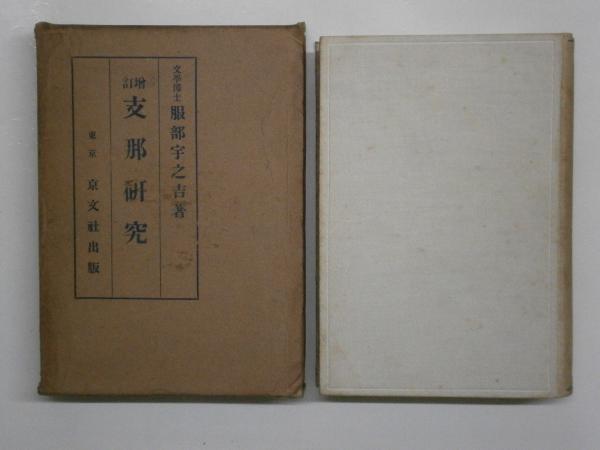 文學博士 服部宇之吉著
增訂 支那研究
東京 京文社出版